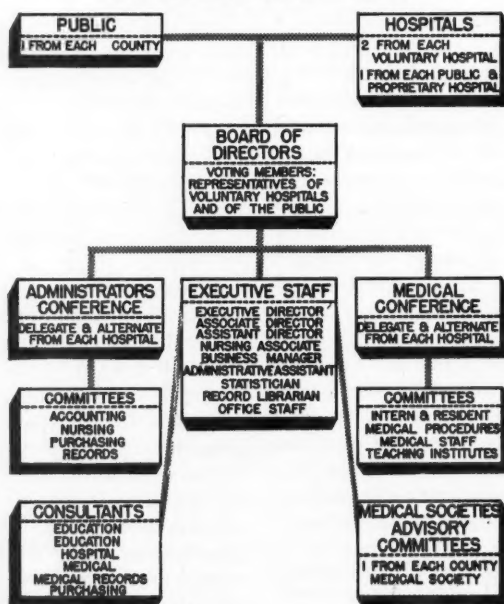 PUBLIC
1 FROM EACH COUNTY
HOSPITALS
2 FROM EACH
VOLUNTARY HOSPITAL
1 FROM EACH PUBLIC &
PROPRIETARY HOSPITAL
BOARD OF
DIRECTORS
VOTING MEMBERS:
REPRESENTATIVES OF
VOLUNTARY HOSPITALS
AND OF THE PUBLIC
ADMINISTRATORS
CONFERENCE
DELEGATE & ALTERNATE
FROM EACH HOSPITAL
EXECUTIVE STAFF
EXECUTIVE DIRECTOR
ASSOCIATE DIRECTOR
ASSISTANT DIRECTOR
NURSING ASSOCIATE
BUSINESS MANAGER
ADMINISTRATIVE ASSISTANT
STATISTICIAN
RECORD LIBRARIAN
OFFICE STAFF
MEDICAL
CONFERENCE
DELEGATE & ALTERNATE
FROM EACH HOSPITAL
COMMITTEES
ACCOUNTING
NURSING
PURCHASING
RECORDS
COMMITTEES
INTERN & RESIDENT
MEDICAL PROCEDURES
MEDICAL STAFF
TEACHING INSTITUTES
CONSULTANTS
EDUCATION
EDUCATION
HOSPITAL
MEDICAL
MEDICAL RECORDS
PURCHASING
MEDICAL SOCIETIES
ADVISORY
COMMITTEES
1 FROM EACH COUNTY
MEDICAL SOCIETY